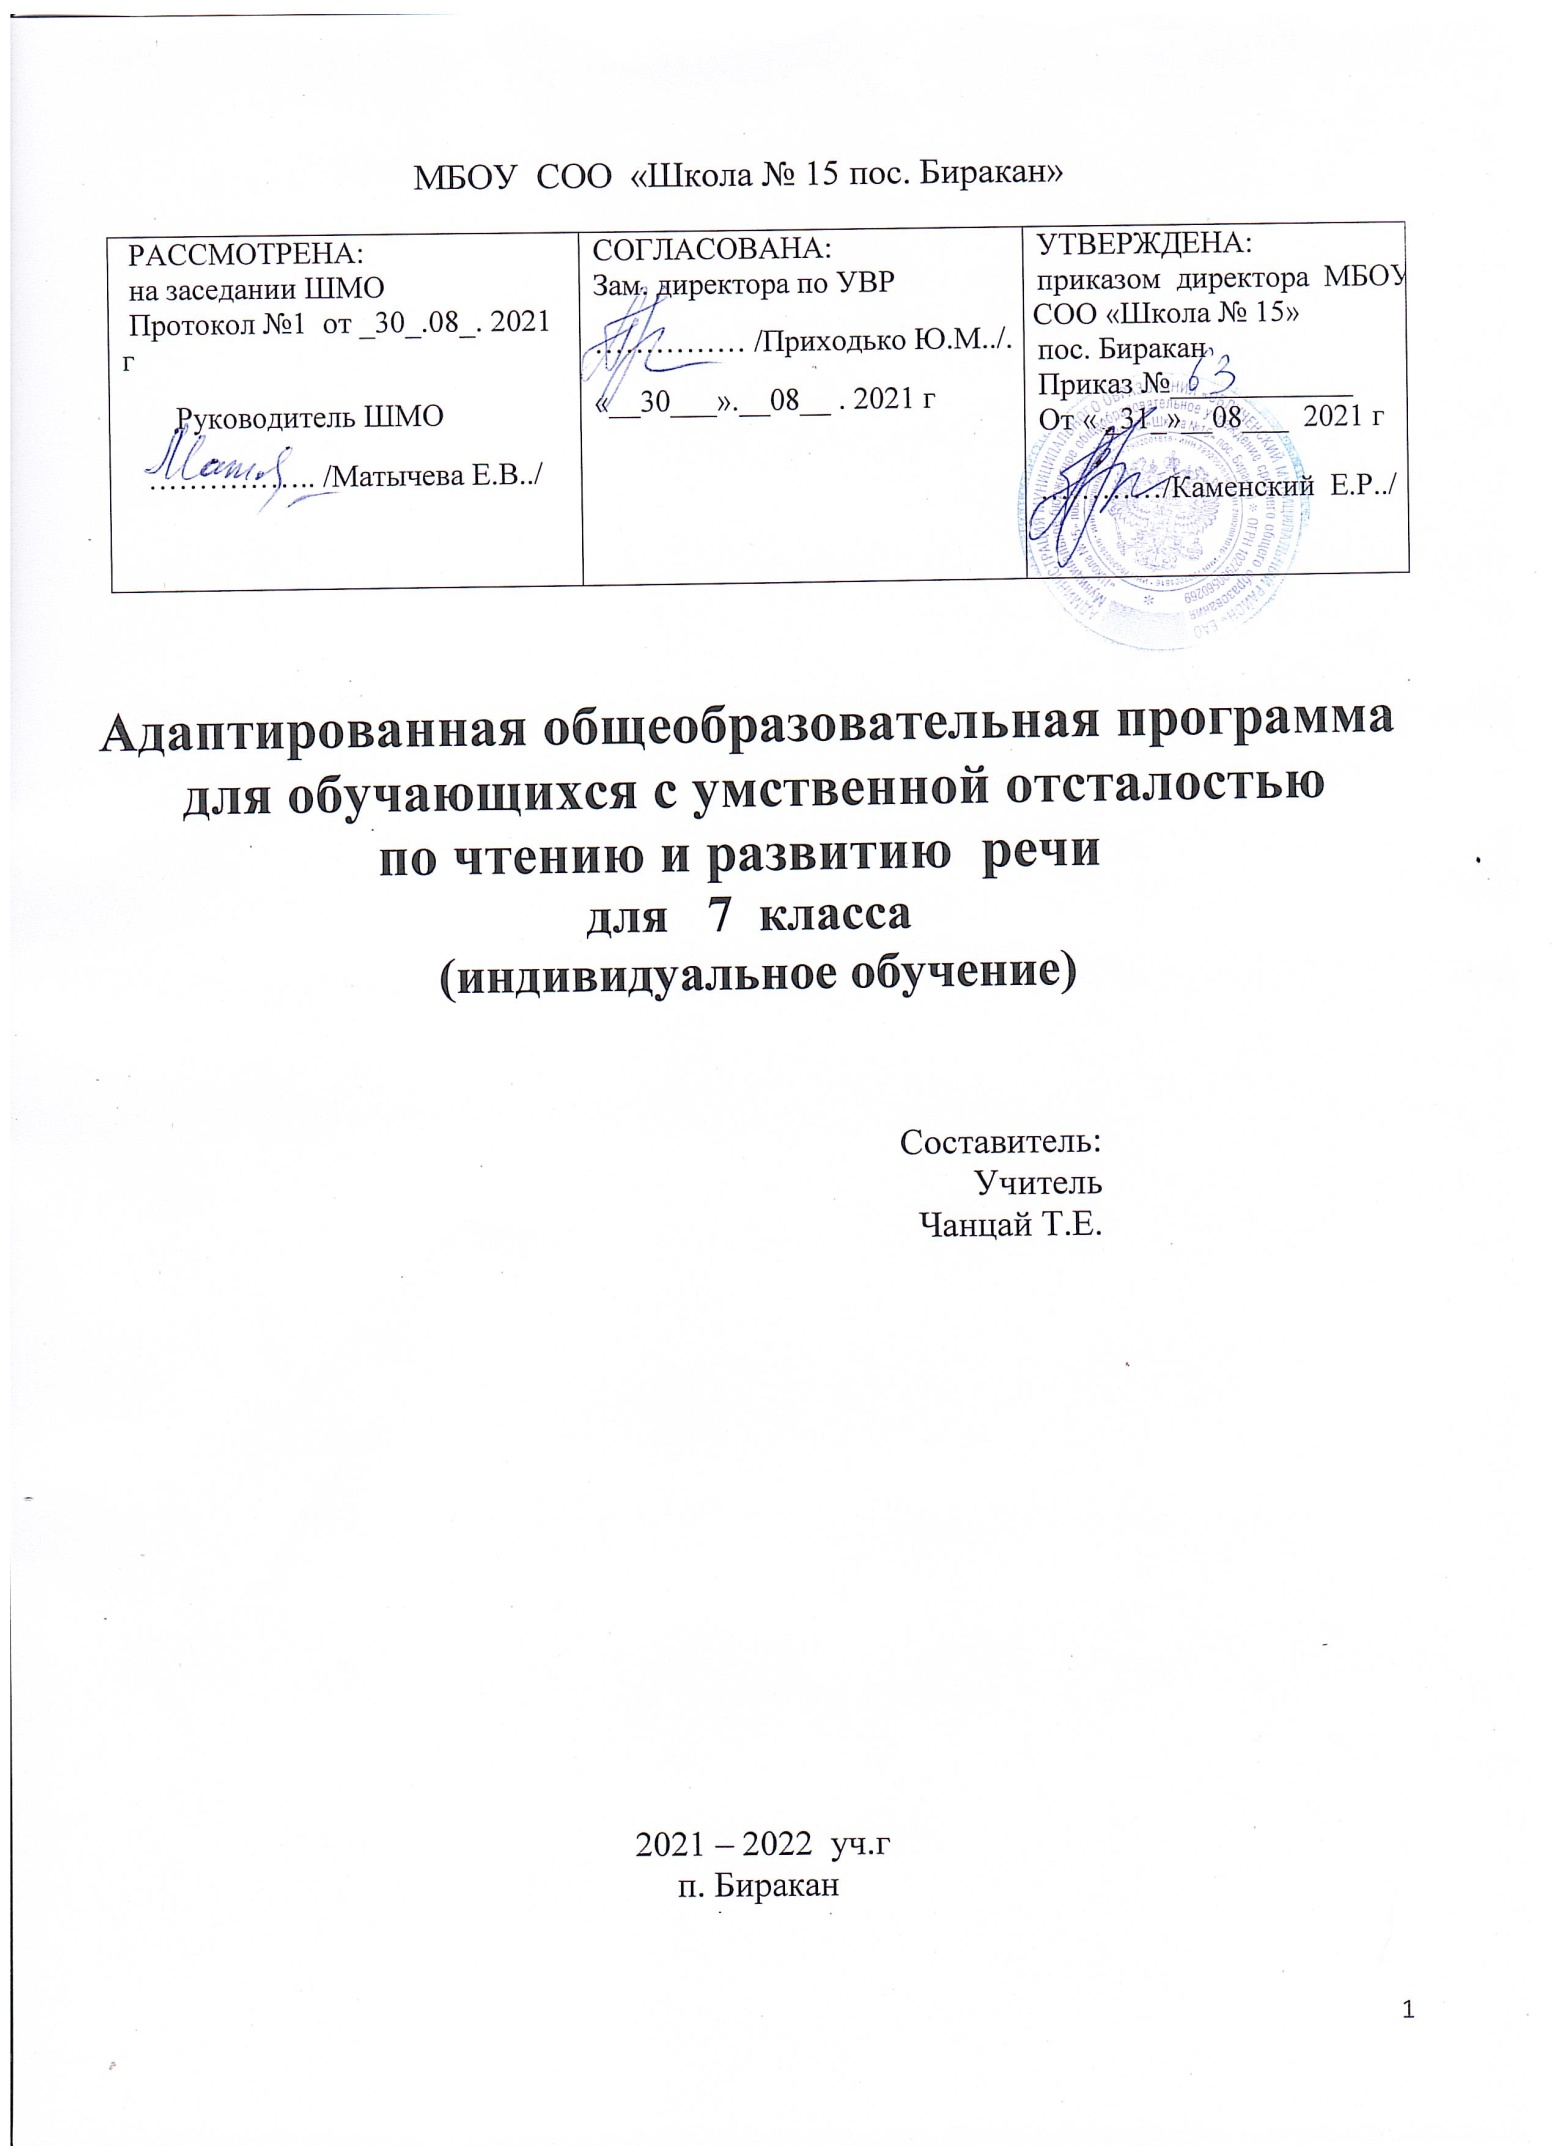 МБОУ СОО «Школа № 15 пос. Биракан»
РАССМОТРЕНА:
на заседании ШМО
Протокол №1 от _30_.08_. 2021
г
Руководитель ШМО
................. /Матычева Е.В../
СОГЛАСОВАНА:
Зам. директора по УВР
............... /Приходько Ю.М../.
«__30___».__08__ . 2021 г
УТВЕРЖДЕНА:
приказом директора МБОУ
СОО «Школа № 15»
пос. Биракан
Приказ № 63
От «_31_»__08___ 2021 г
............/Каменский Е.Р../
Адаптированная общеобразовательная программа
для обучающихся с умственной отсталостью
по чтению и развитию речи
для 7 класса
(индивидуальное обучение)
Составитель:
Учитель
Чанцай Т.Е.
2021 – 2022 уч.г
п. Биракан
1